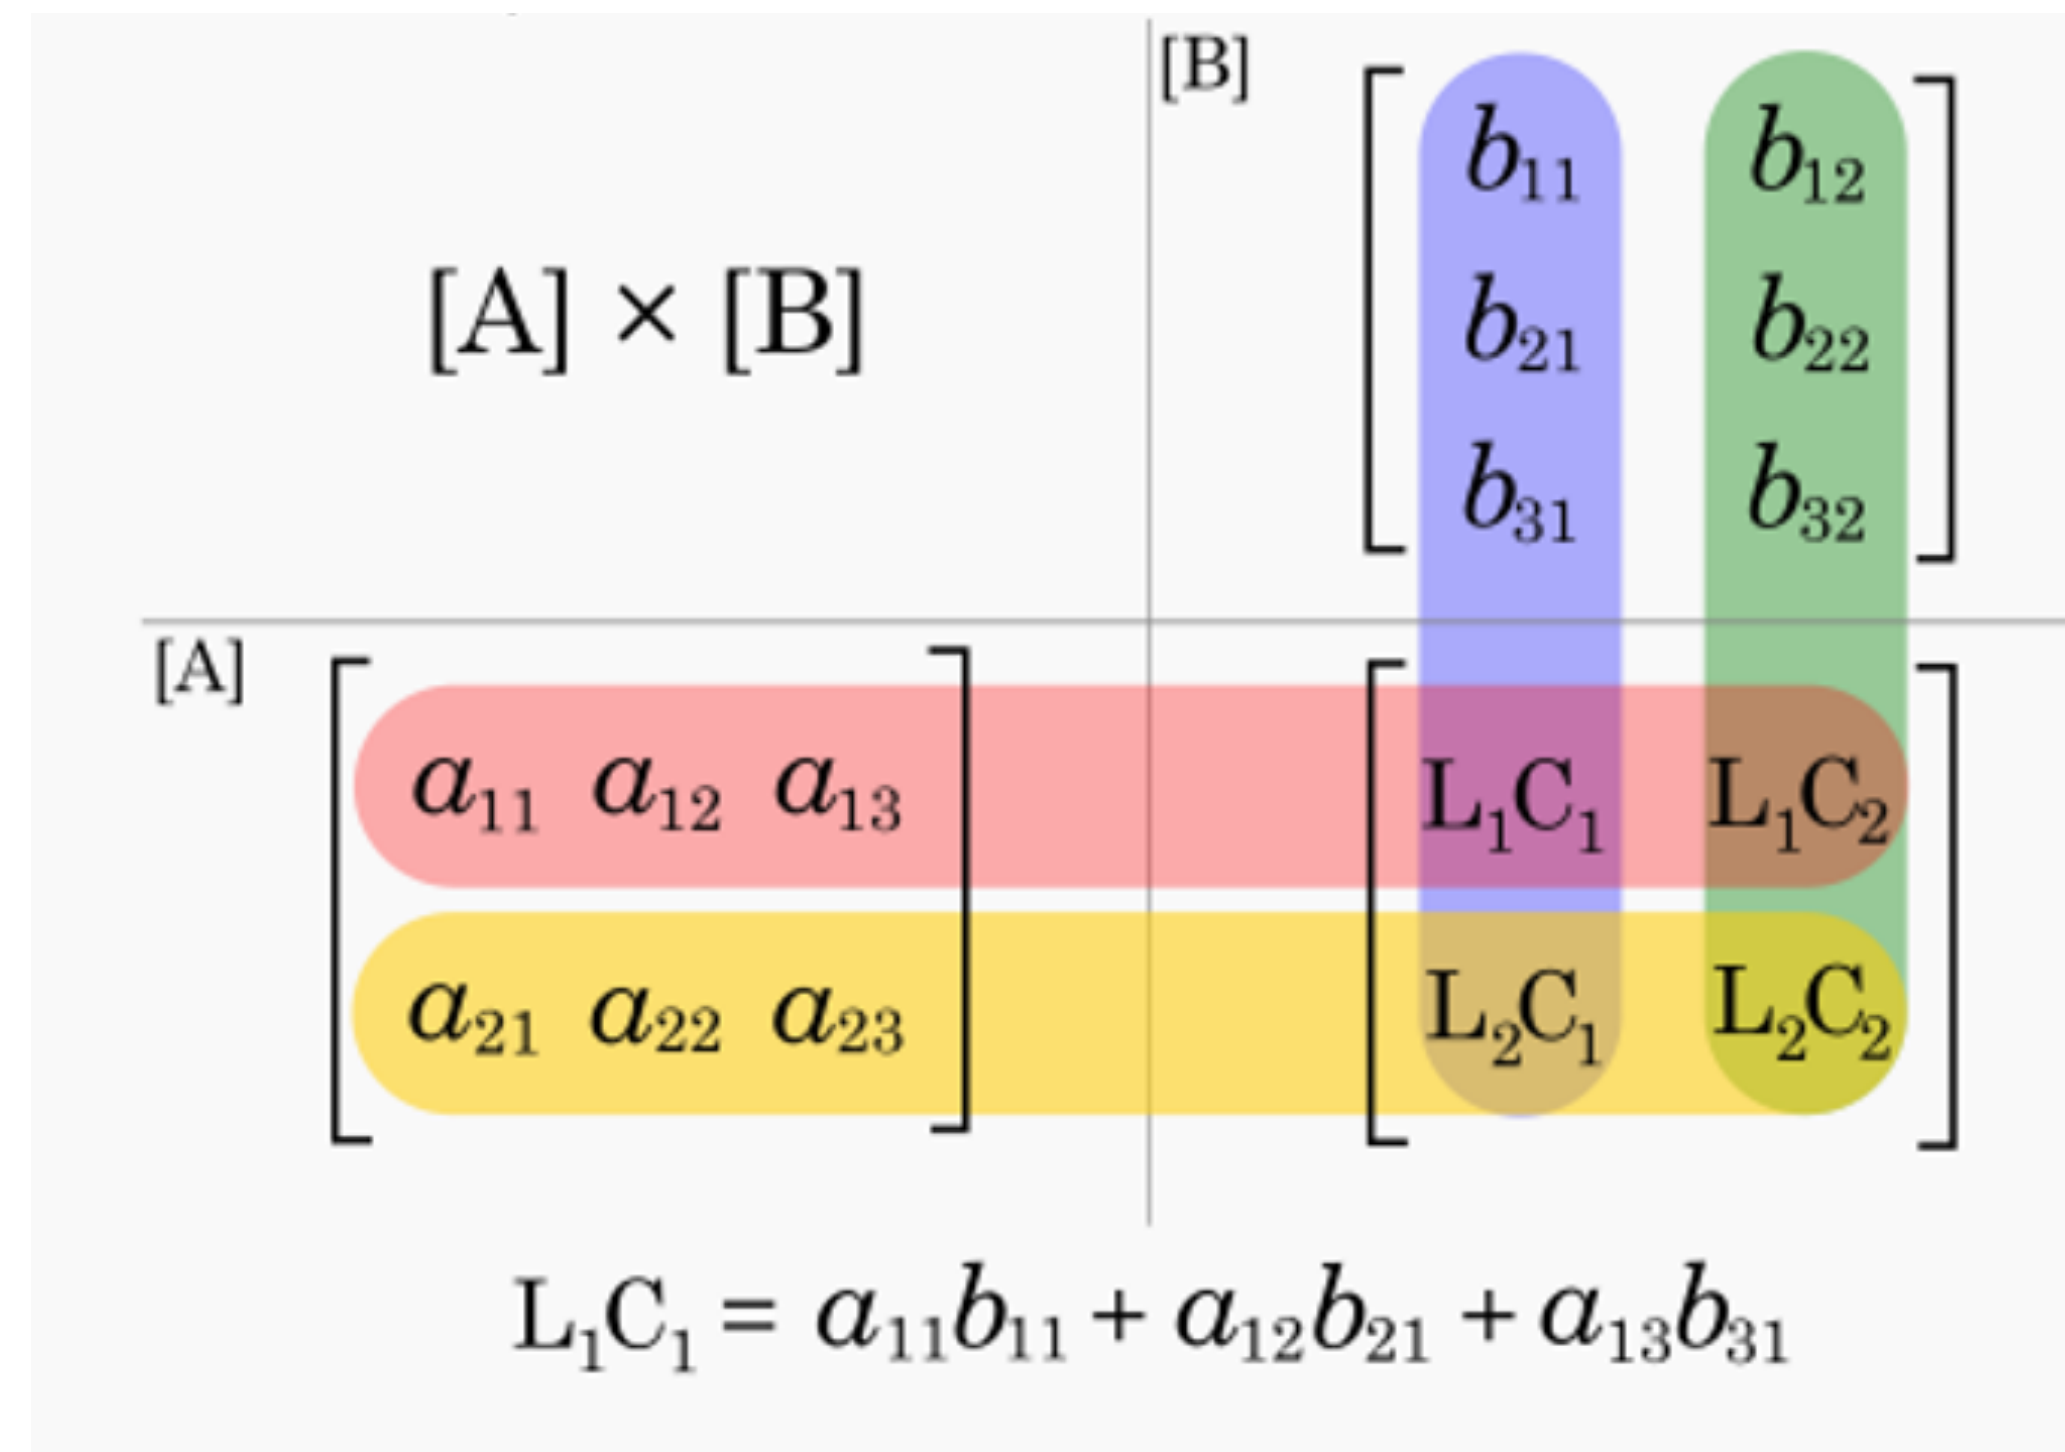 [B]
b₁₁ b₁₂
[A] × [B]
b₂₁ b₂₂
b₃₁ b₃₂
[A]
a₁₁ a₁₂ a₁₃ L₁C₁ L₁C₂
a₂₁ a₂₂ a₂₃ L₂C₁ L₂C₂
L₁C₁ = a₁₁b₁₁ + a₁₂b₂₁ + a₁₃b₃₁